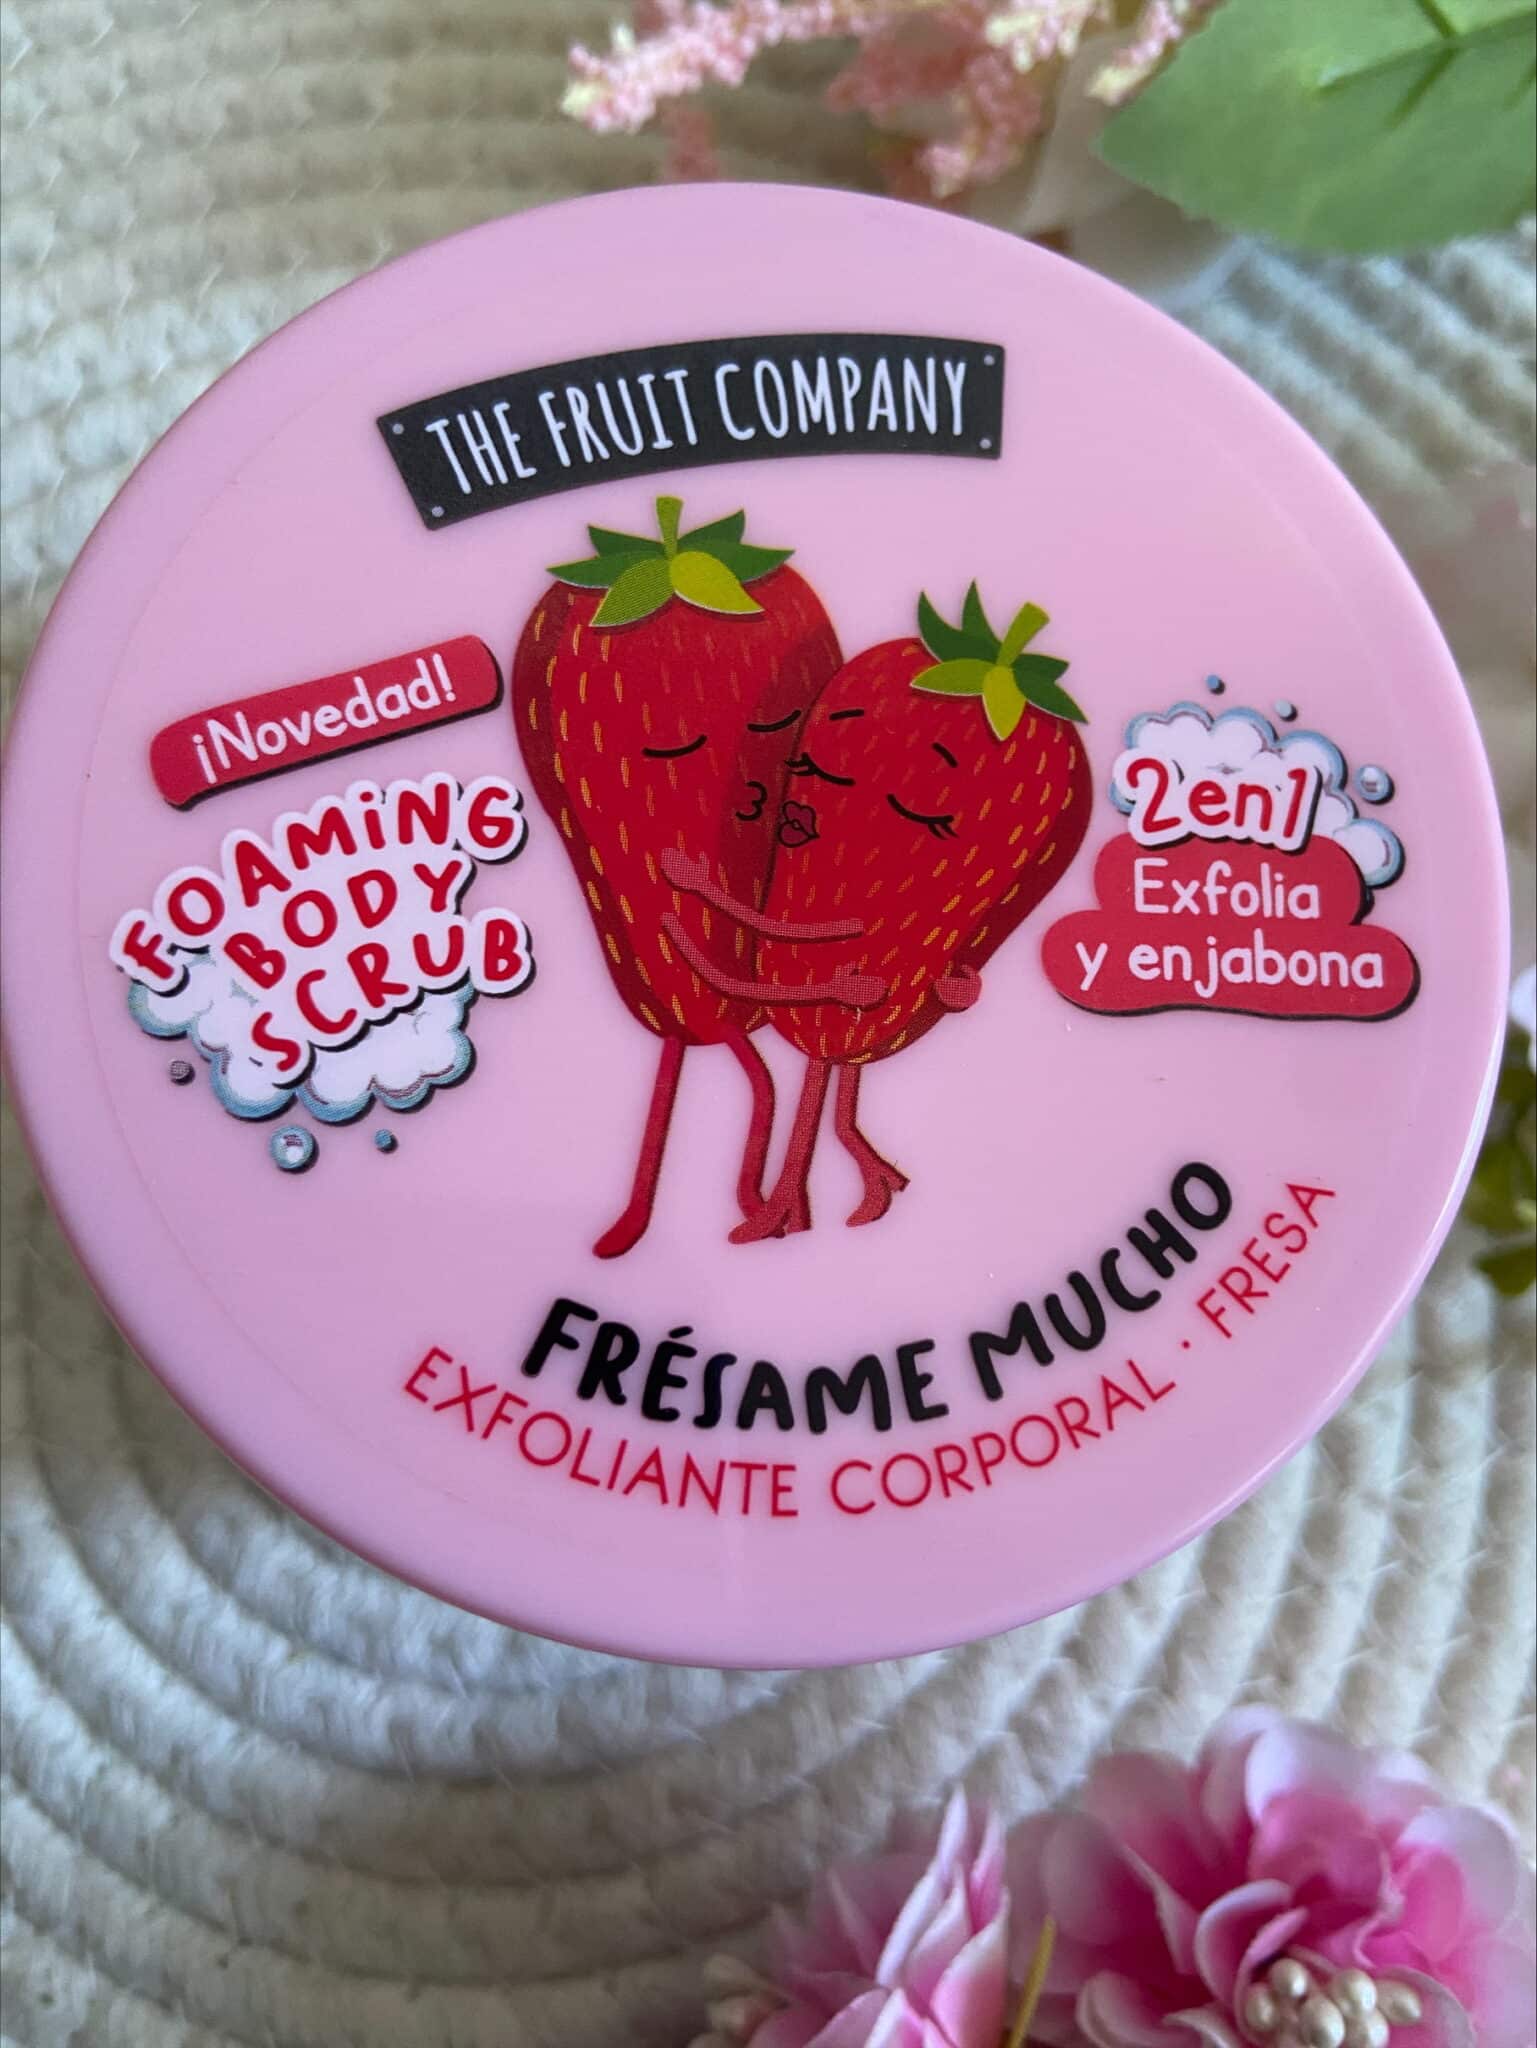 THE FRUIT COMPANY
¡Novedad!
FOAMING
BODY
SCRUB
2en1
Exfolia
y enjabona
FRÉSAME MUCHO
EXFOLIANTE CORPORAL · FRESA